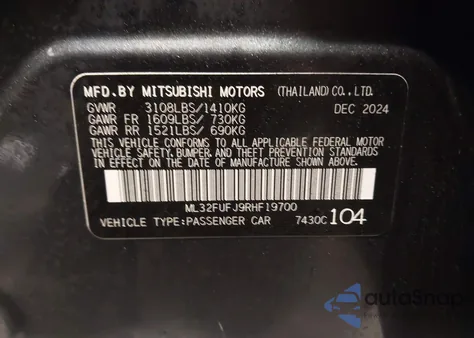 MFD. BY MITSUBISHI MOTORS (THAILAND) CO., LTD.
GVWR 3108LBS/1410KG DEC 2024
GAWR FR 1609LBS/ 730KG
GAWR RR 1521LBS/ 690KG
THIS VEHICLE CONFORMS TO ALL APPLICABLE FEDERAL MOTOR
VEHICLE SAFETY, BUMPER, AND THEFT PREVENTION STANDARDS
IN EFFECT ON THE DATE OF MANUFACTURE SHOWN ABOVE.
ML32FUFJ9RHF19700
VEHICLE TYPE:PASSENGER CAR 7430C 104
autoSnap